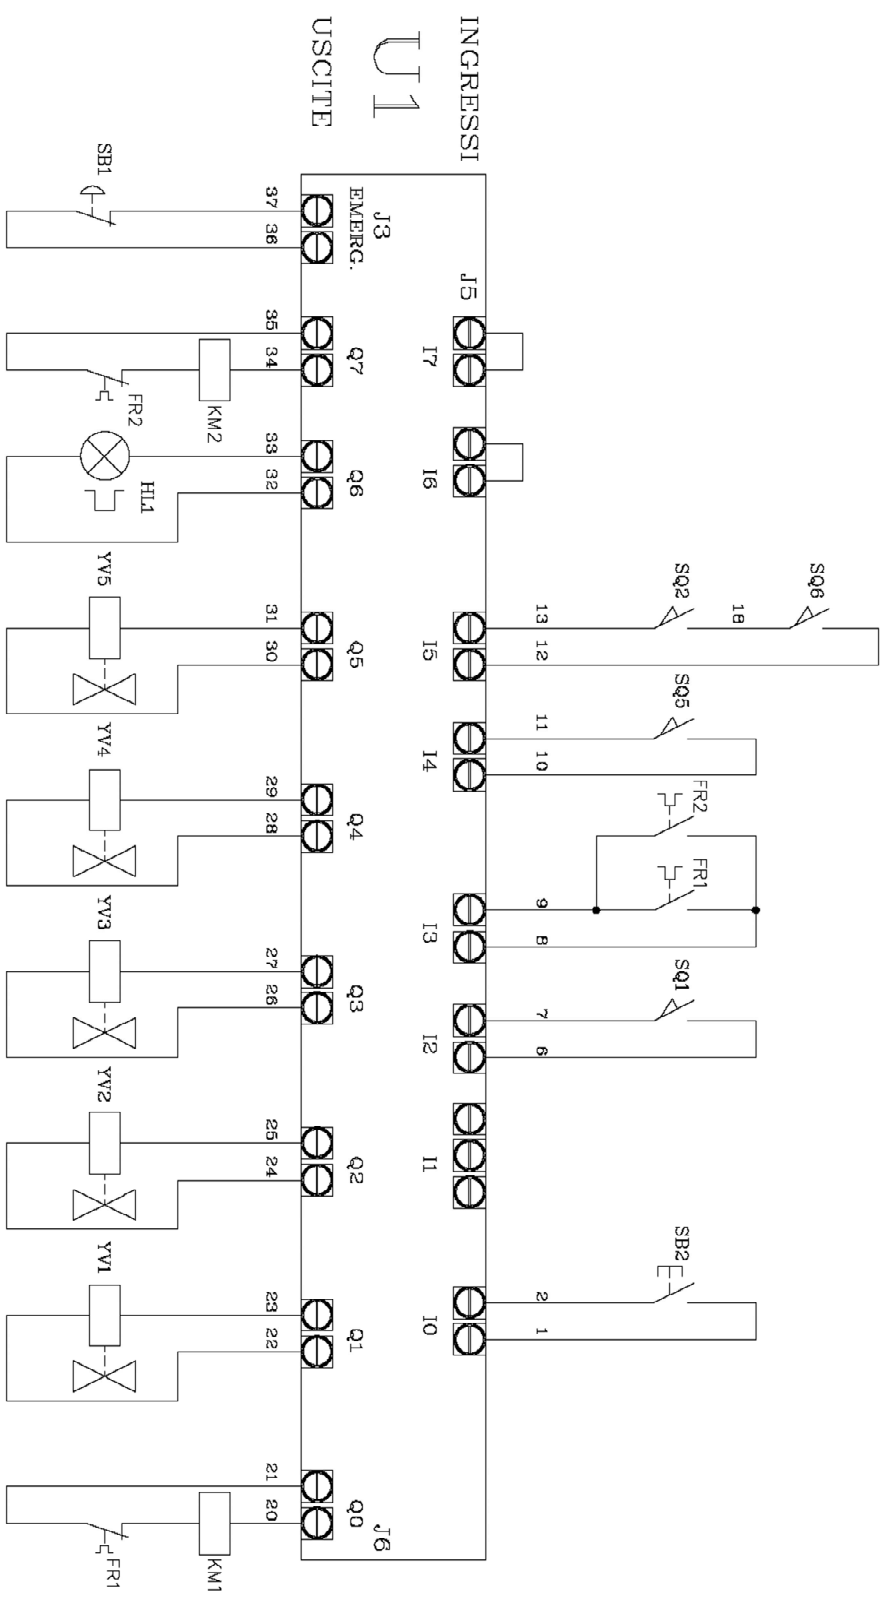 INGRESSI
U1
USCITE
SQ6
SQ2
18
13
12
SQ5
11
10
FR2
FR1
9
8
SQ1
7
6
SB2
2
1
J5
I7
I6
I5
I4
I3
I2
I1
I0
J3
EMERG.
Q7
Q6
Q5
Q4
Q3
Q2
Q1
Q0
J6
37
36
35
34
33
32
31
30
29
28
27
26
25
24
23
22
21
20
SB1
FR2
KM2
HL1
YV5
YV4
YV3
YV2
YV1
FR1
KM1